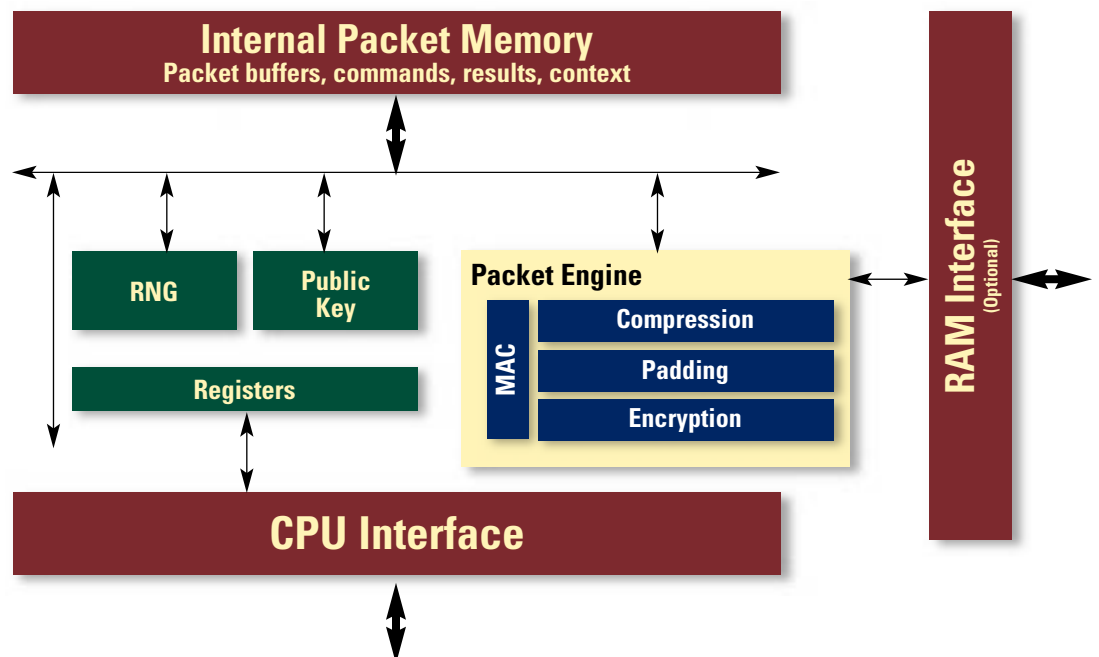 Internal Packet Memory
Packet buffers, commands, results, context
RNG
Public
Key
Registers
Packet Engine
MAC
Compression
Padding
Encryption
CPU Interface
RAM Interface
(Optional)